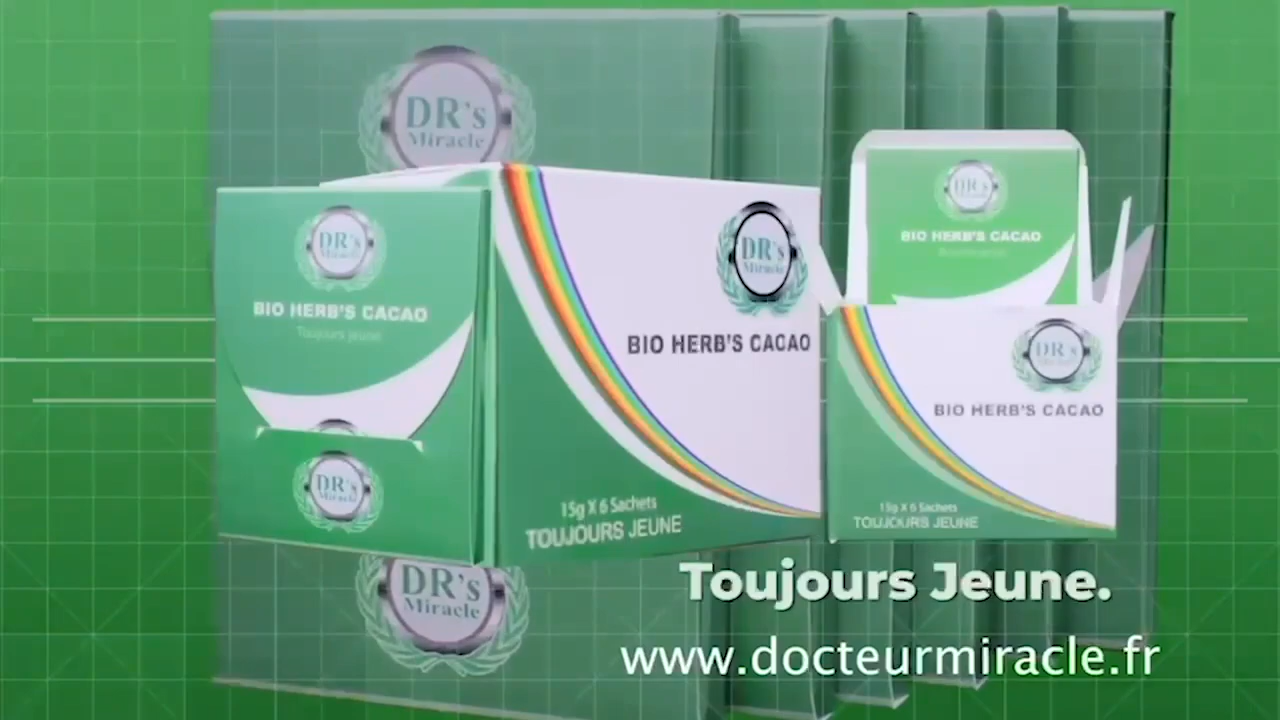 DR's
Miracle
DR's
Miracle
BIO HERB'S CACAO
Toujours jeune
DR's
Miracle
DR's
Miracle
BIO HERB'S CACAO
15g X 6 Sachets
TOUJOURS JEUNE
DR's
BIO HERB'S CACAO
DR's
BIO HERB'S CACAO
15g X 6 Sachets
TOUJOURS JEUNE
DR's
Miracle
Toujours Jeune.
www.docteurmiracle.fr